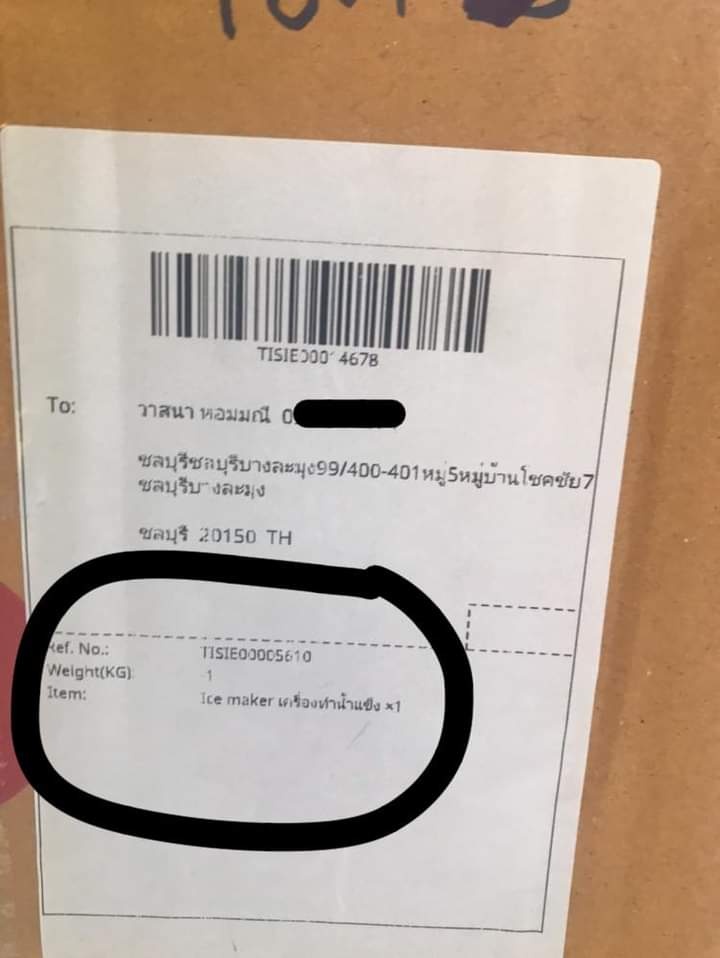 To: วาสนา หอมมณี
ชลบุรีชลบุรีบางละมุง99/400-401หมู่5หมู่บ้านโชคชัย7
ชลบุรีบางละมุง
ชลบุรี 20150 TH
Ref. No.: TISIE00005610
Weight(KG): 1
Item: Ice maker เครื่องทำน้ำแข็ง ×1